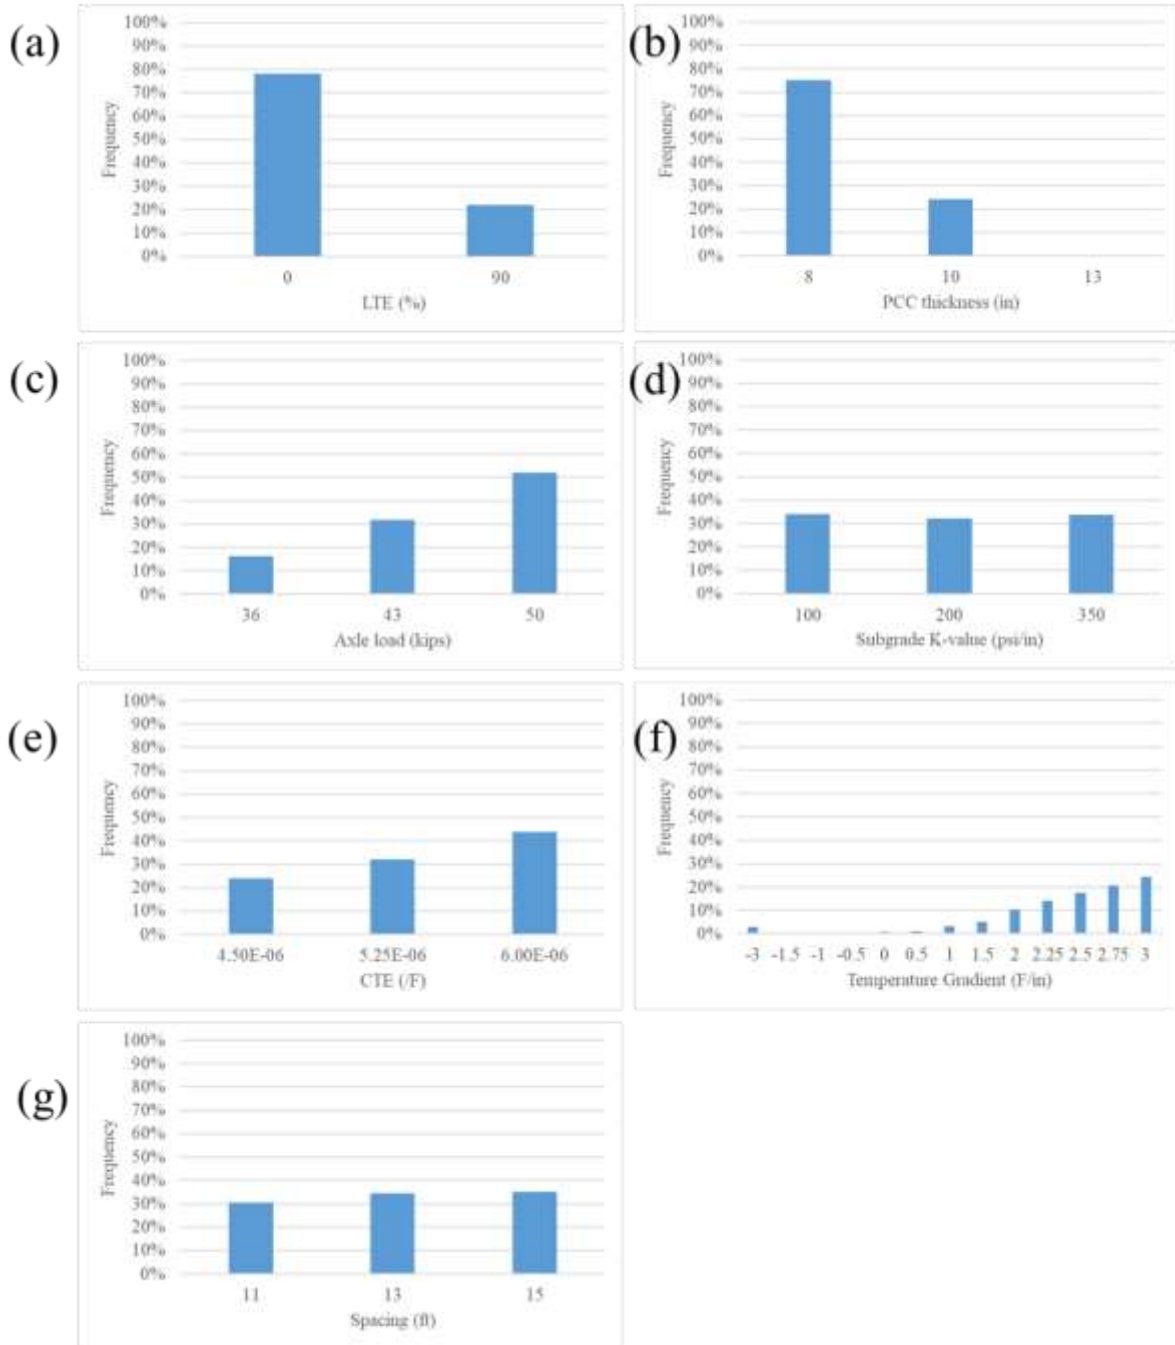 (a)
100%
90%
80%
70%
60%
50%
40%
30%
20%
10%
0%
Frequency
0 90
LTE (%)
(b)
100%
90%
80%
70%
60%
50%
40%
30%
20%
10%
0%
Frequency
8 10 13
PCC thickness (in)
(c)
100%
90%
80%
70%
60%
50%
40%
30%
20%
10%
0%
Frequency
36 43 50
Axle load (kips)
(d)
100%
90%
80%
70%
60%
50%
40%
30%
20%
10%
0%
Frequency
100 200 350
Subgrade K-value (psi/in)
(e)
100%
90%
80%
70%
60%
50%
40%
30%
20%
10%
0%
Frequency
4.50E-06 5.25E-06 6.00E-06
CTE (/F)
(f)
100%
90%
80%
70%
60%
50%
40%
30%
20%
10%
0%
Frequency
-3 -1.5 -1 -0.5 0 0.5 1 1.5 2 2.25 2.5 2.75 3
Temperature Gradient (F/in)
(g)
100%
90%
80%
70%
60%
50%
40%
30%
20%
10%
0%
Frequency
11 13 15
Spacing (ft)